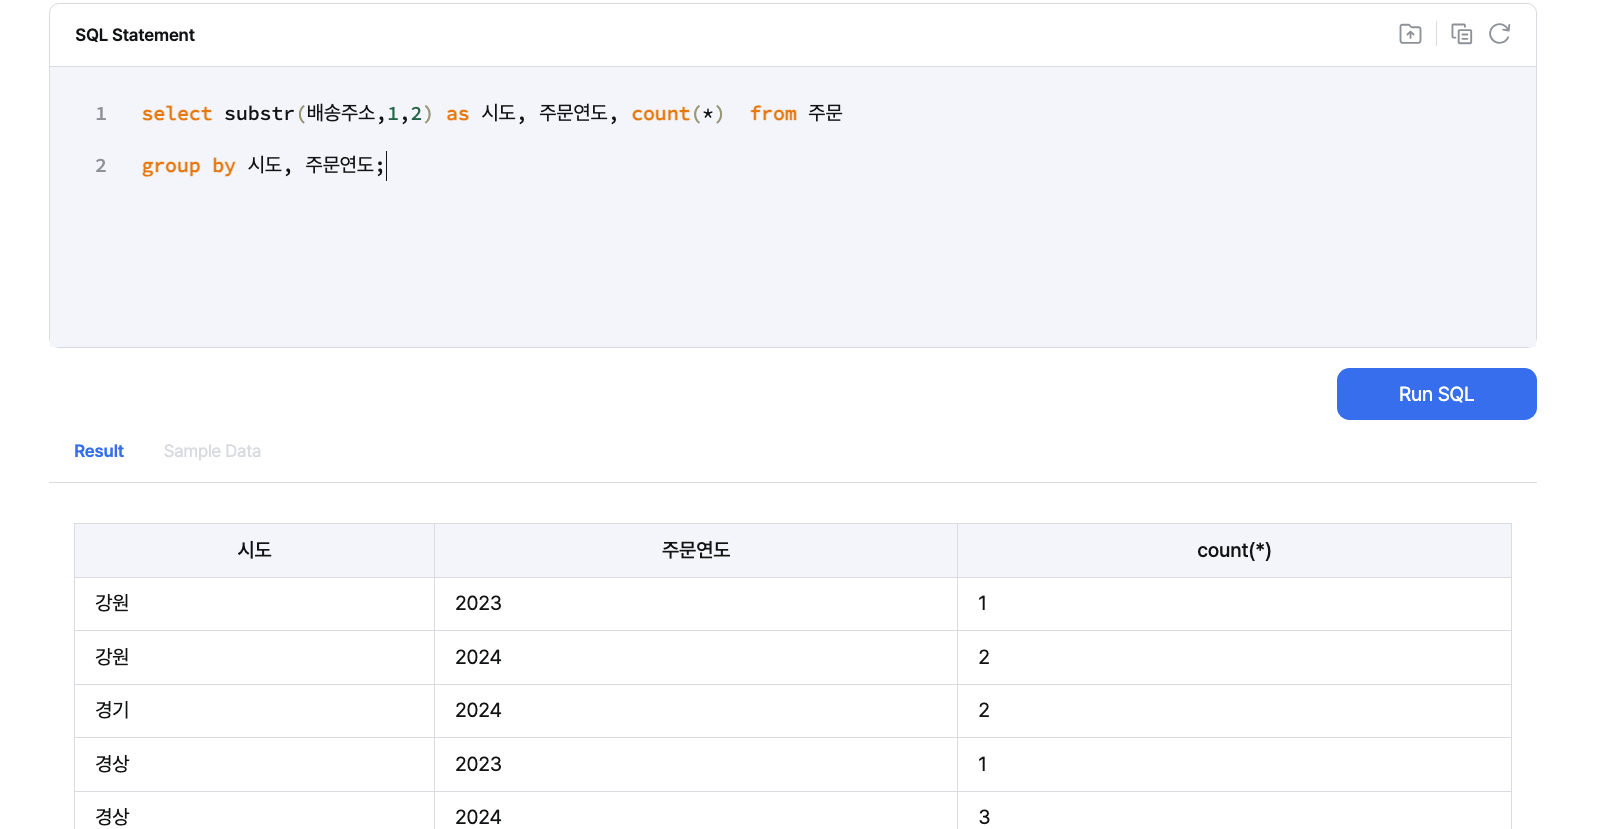 SQL Statement
1 select substr(배송주소,1,2) as 시도, 주문연도, count(*) from 주문
2 group by 시도, 주문연도;
Run SQL
Result Sample Data
시도 주문연도 count(*)
강원 2023 1
강원 2024 2
경기 2024 2
경상 2023 1
경상 2024 3